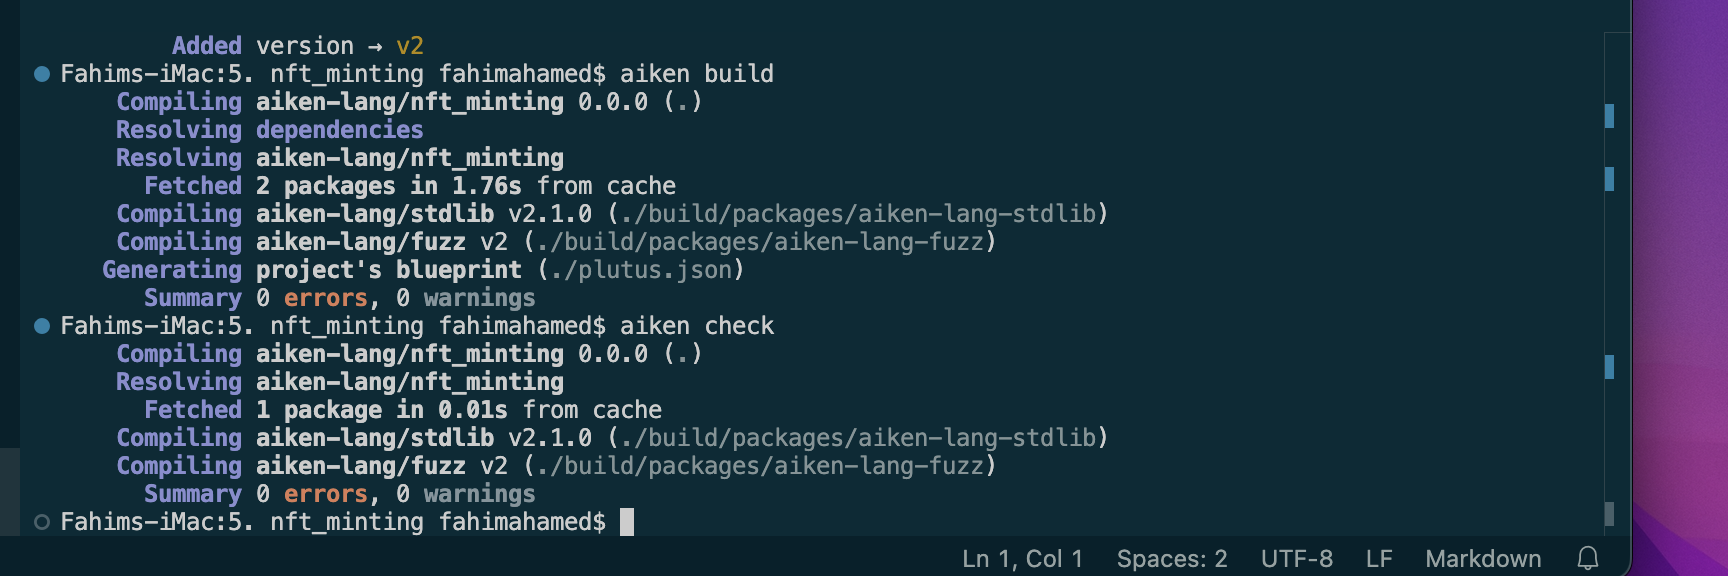 Added version → v2
Fahims-iMac:5. nft_minting fahimahamed$ aiken build
Compiling aiken-lang/nft_minting 0.0.0 (.)
Resolving dependencies
Resolving aiken-lang/nft_minting
Fetched 2 packages in 1.76s from cache
Compiling aiken-lang/stdlib v2.1.0 (./build/packages/aiken-lang-stdlib)
Compiling aiken-lang/fuzz v2 (./build/packages/aiken-lang-fuzz)
Generating project's blueprint (./plutus.json)
Summary 0 errors, 0 warnings
Fahims-iMac:5. nft_minting fahimahamed$ aiken check
Compiling aiken-lang/nft_minting 0.0.0 (.)
Resolving aiken-lang/nft_minting
Fetched 1 package in 0.01s from cache
Compiling aiken-lang/stdlib v2.1.0 (./build/packages/aiken-lang-stdlib)
Compiling aiken-lang/fuzz v2 (./build/packages/aiken-lang-fuzz)
Summary 0 errors, 0 warnings
Fahims-iMac:5. nft_minting fahimahamed$
Ln 1, Col 1 Spaces: 2 UTF-8 LF Markdown